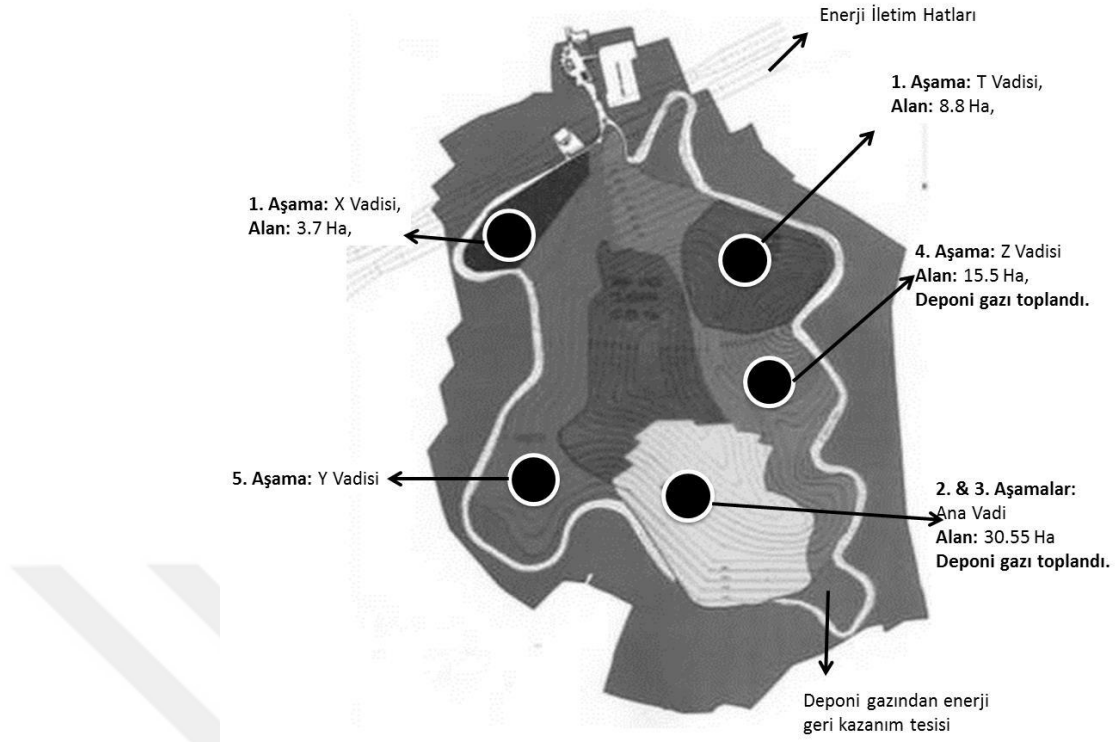 Enerji İletim Hatları
1. Aşama: T Vadisi,
Alan: 8.8 Ha,
1. Aşama: X Vadisi,
Alan: 3.7 Ha,
4. Aşama: Z Vadisi
Alan: 15.5 Ha,
Deponi gazı toplandı.
5. Aşama: Y Vadisi
2. & 3. Aşamalar:
Ana Vadi
Alan: 30.55 Ha
Deponi gazı toplandı.
Deponi gazından enerji
geri kazanım tesisi